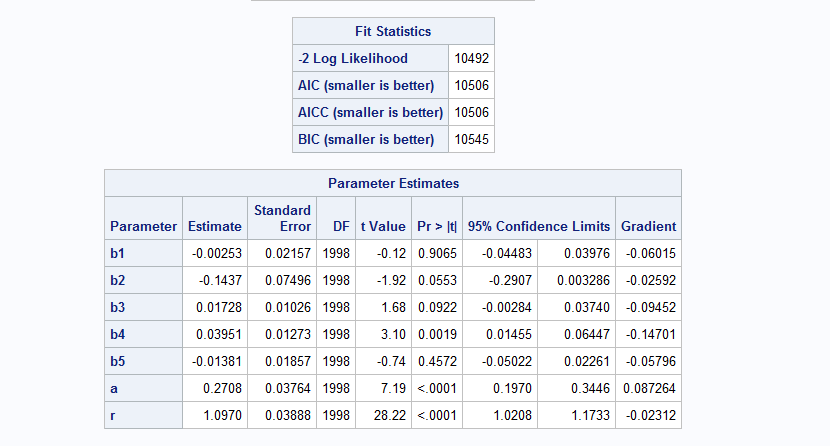 Fit Statistics
-2 Log Likelihood 10492
AIC (smaller is better) 10506
AICC (smaller is better) 10506
BIC (smaller is better) 10545
Parameter Estimates
Parameter Estimate Standard Error DF t Value Pr > |t| 95% Confidence Limits Gradient
b1 -0.00253 0.02157 1998 -0.12 0.9065 -0.04483 0.03976 -0.06015
b2 -0.1437 0.07496 1998 -1.92 0.0553 -0.2907 0.003286 -0.02592
b3 0.01728 0.01026 1998 1.68 0.0922 -0.00284 0.03740 -0.09452
b4 0.03951 0.01273 1998 3.10 0.0019 0.01455 0.06447 -0.14701
b5 -0.01381 0.01857 1998 -0.74 0.4572 -0.05022 0.02261 -0.05796
a 0.2708 0.03764 1998 7.19 <.0001 0.1970 0.3446 0.087264
r 1.0970 0.03888 1998 28.22 <.0001 1.0208 1.1733 -0.02312